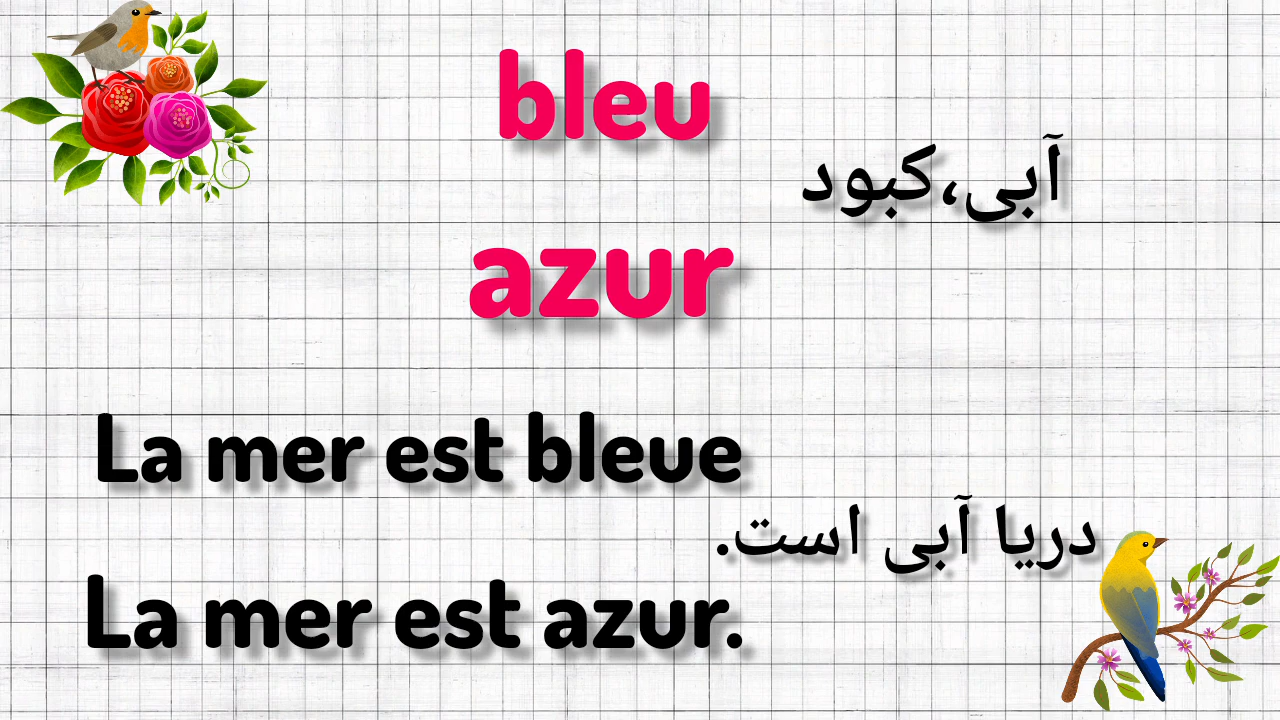 bleu
آبی،کبود
azur
La mer est bleue
دریا آبی است.
La mer est azur.